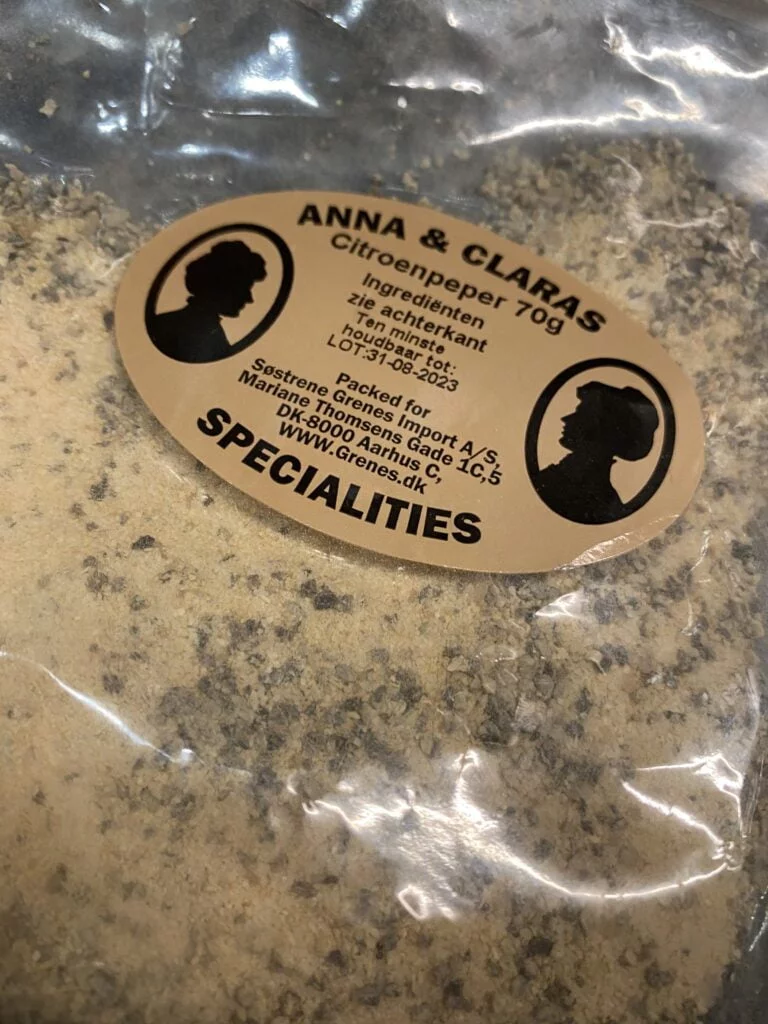 ANNA & CLARAS
Citroenpeper 70g
Ingrediënten
zie achterkant
Ten minste
houdbaar tot:
LOT:31-08-2023
Packed for
Søstrene Grenes Import A/S,
Mariane Thomsens Gade 1C,5
DK-8000 Aarhus C,
WWW.Grenes.dk
SPECIALITIES